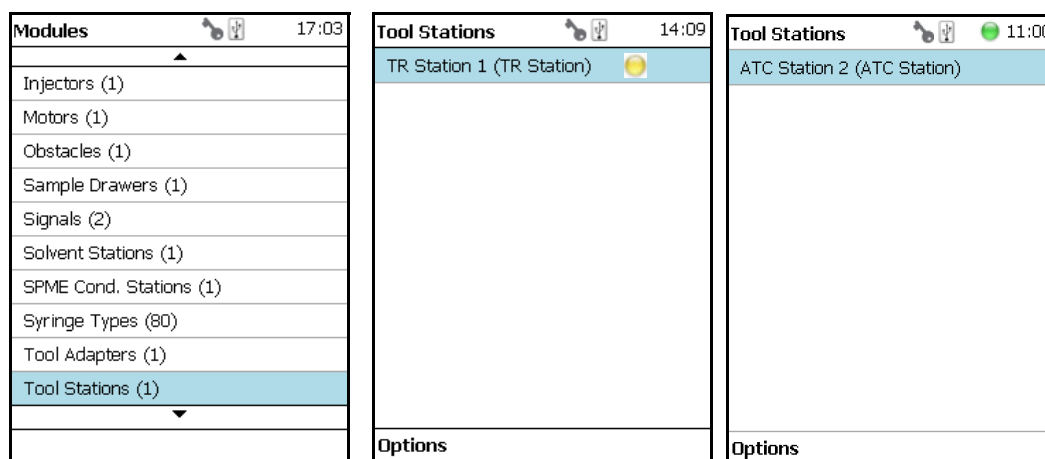 Modules 17:03
Injectors (1)
Motors (1)
Obstacles (1)
Sample Drawers (1)
Signals (2)
Solvent Stations (1)
SPME Cond. Stations (1)
Syringe Types (80)
Tool Adapters (1)
Tool Stations (1)
Tool Stations 14:09
TR Station 1 (TR Station)
Options
Tool Stations 11:00
ATC Station 2 (ATC Station)
Options